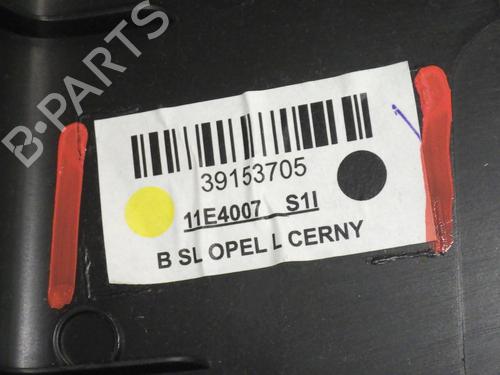 B-PARTS
39153705
11E4007 S1I
B SL OPEL L CERNY